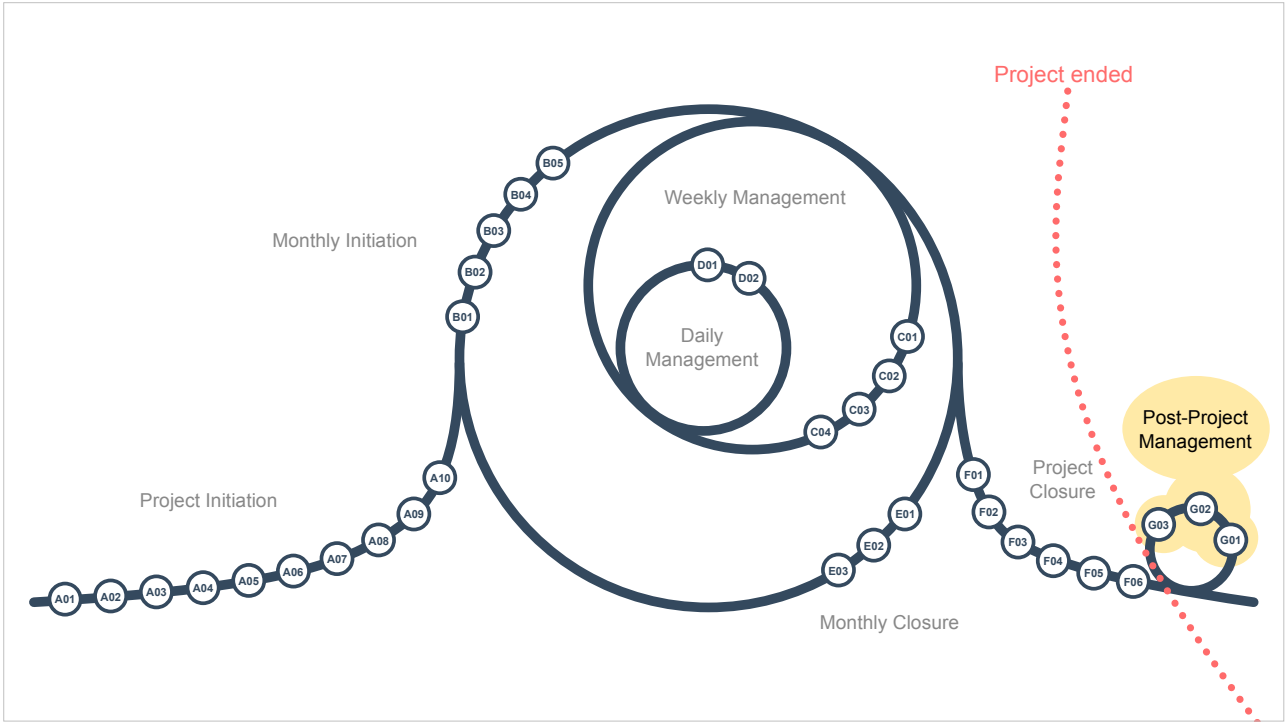 Project ended
B05
B04
B03
B02
B01
Monthly Initiation
Weekly Management
D01
D02
Daily
Management
C01
C02
C03
C04
Post-Project
Management
Project Initiation
A01
A02
A03
A04
A05
A06
A07
A08
A09
A10
E01
E02
E03
Monthly Closure
Project
Closure
F01
F02
F03
F04
F05
F06
G03
G02
G01